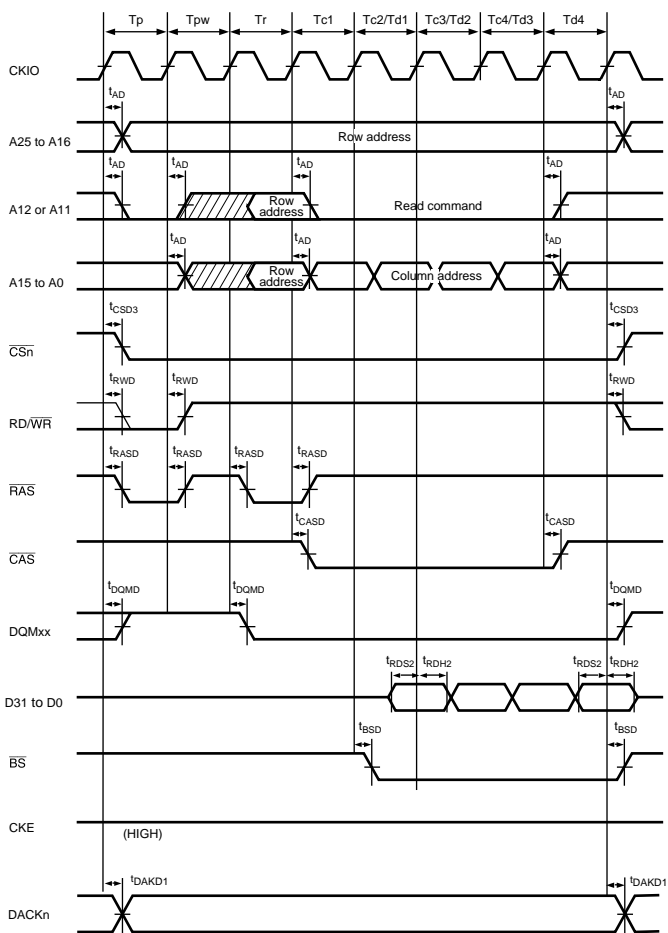 Tp Tpw Tr Tc1 Tc2/Td1 Tc3/Td2 Tc4/Td3 Td4
CKIO
tAD tAD
A25 to A16 Row address
tAD tAD tAD tAD
A12 or A11 Row address Read command
tAD tAD tAD
A15 to A0 Row address Column address
tCSD3 tCSD3
CSn
tRWD tRWD tRWD
RD/WR
tRASD tRASD tRASD tRASD
RAS
tCASD tCASD
CAS
tDQMD tDQMD tDQMD
DQMxx
tRDS2 tRDH2 tRDS2 tRDH2
D31 to D0
tBSD tBSD
BS
CKE
(HIGH)
tDAKD1 tDAKD1
DACKn